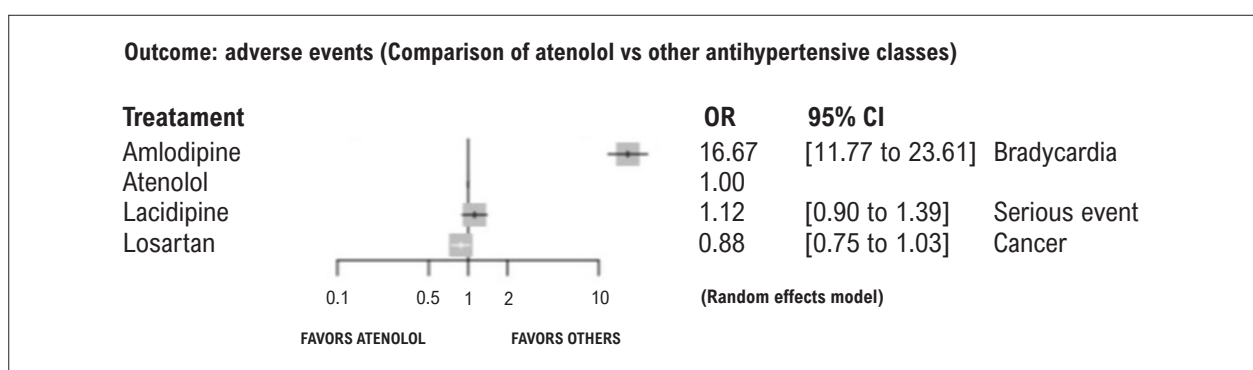 Outcome: adverse events (Comparison of atenolol vs other antihypertensive classes)
Treatament OR 95% CI
Amlodipine 16.67 [11.77 to 23.61] Bradycardia
Atenolol 1.00
Lacidipine 1.12 [0.90 to 1.39] Serious event
Losartan 0.88 [0.75 to 1.03] Cancer
0.1 0.5 1 2 10 (Random effects model)
FAVORS ATENOLOL FAVORS OTHERS